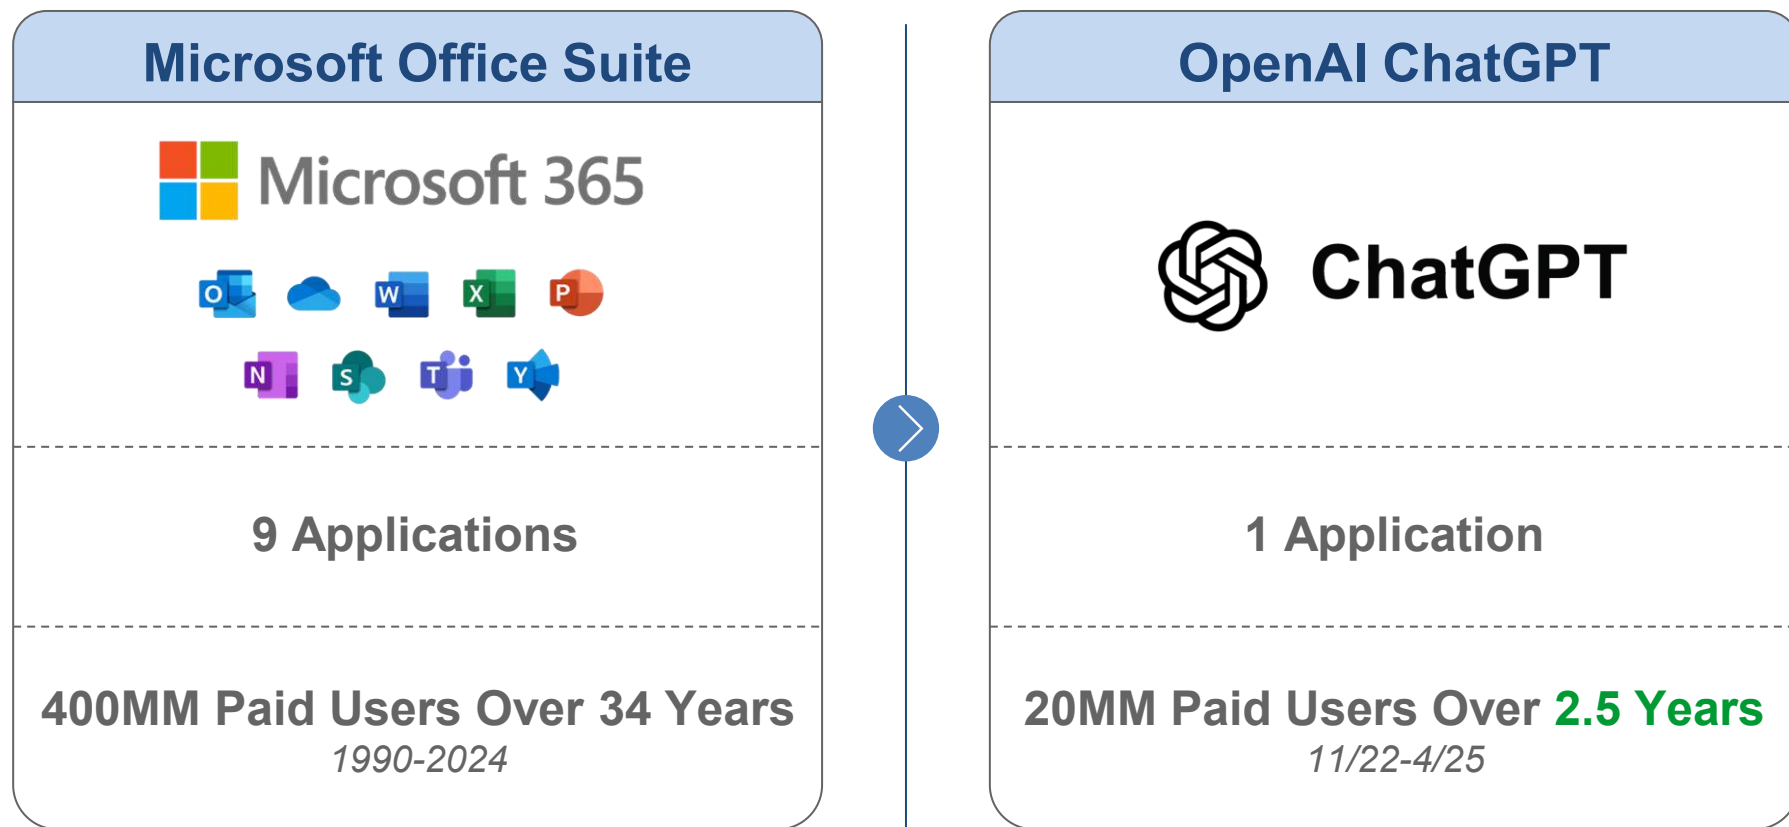 Microsoft Office Suite
Microsoft 365
O W X P
N S T Y
9 Applications
400MM Paid Users Over 34 Years
1990-2024
OpenAI ChatGPT
ChatGPT
1 Application
20MM Paid Users Over 2.5 Years
11/22-4/25